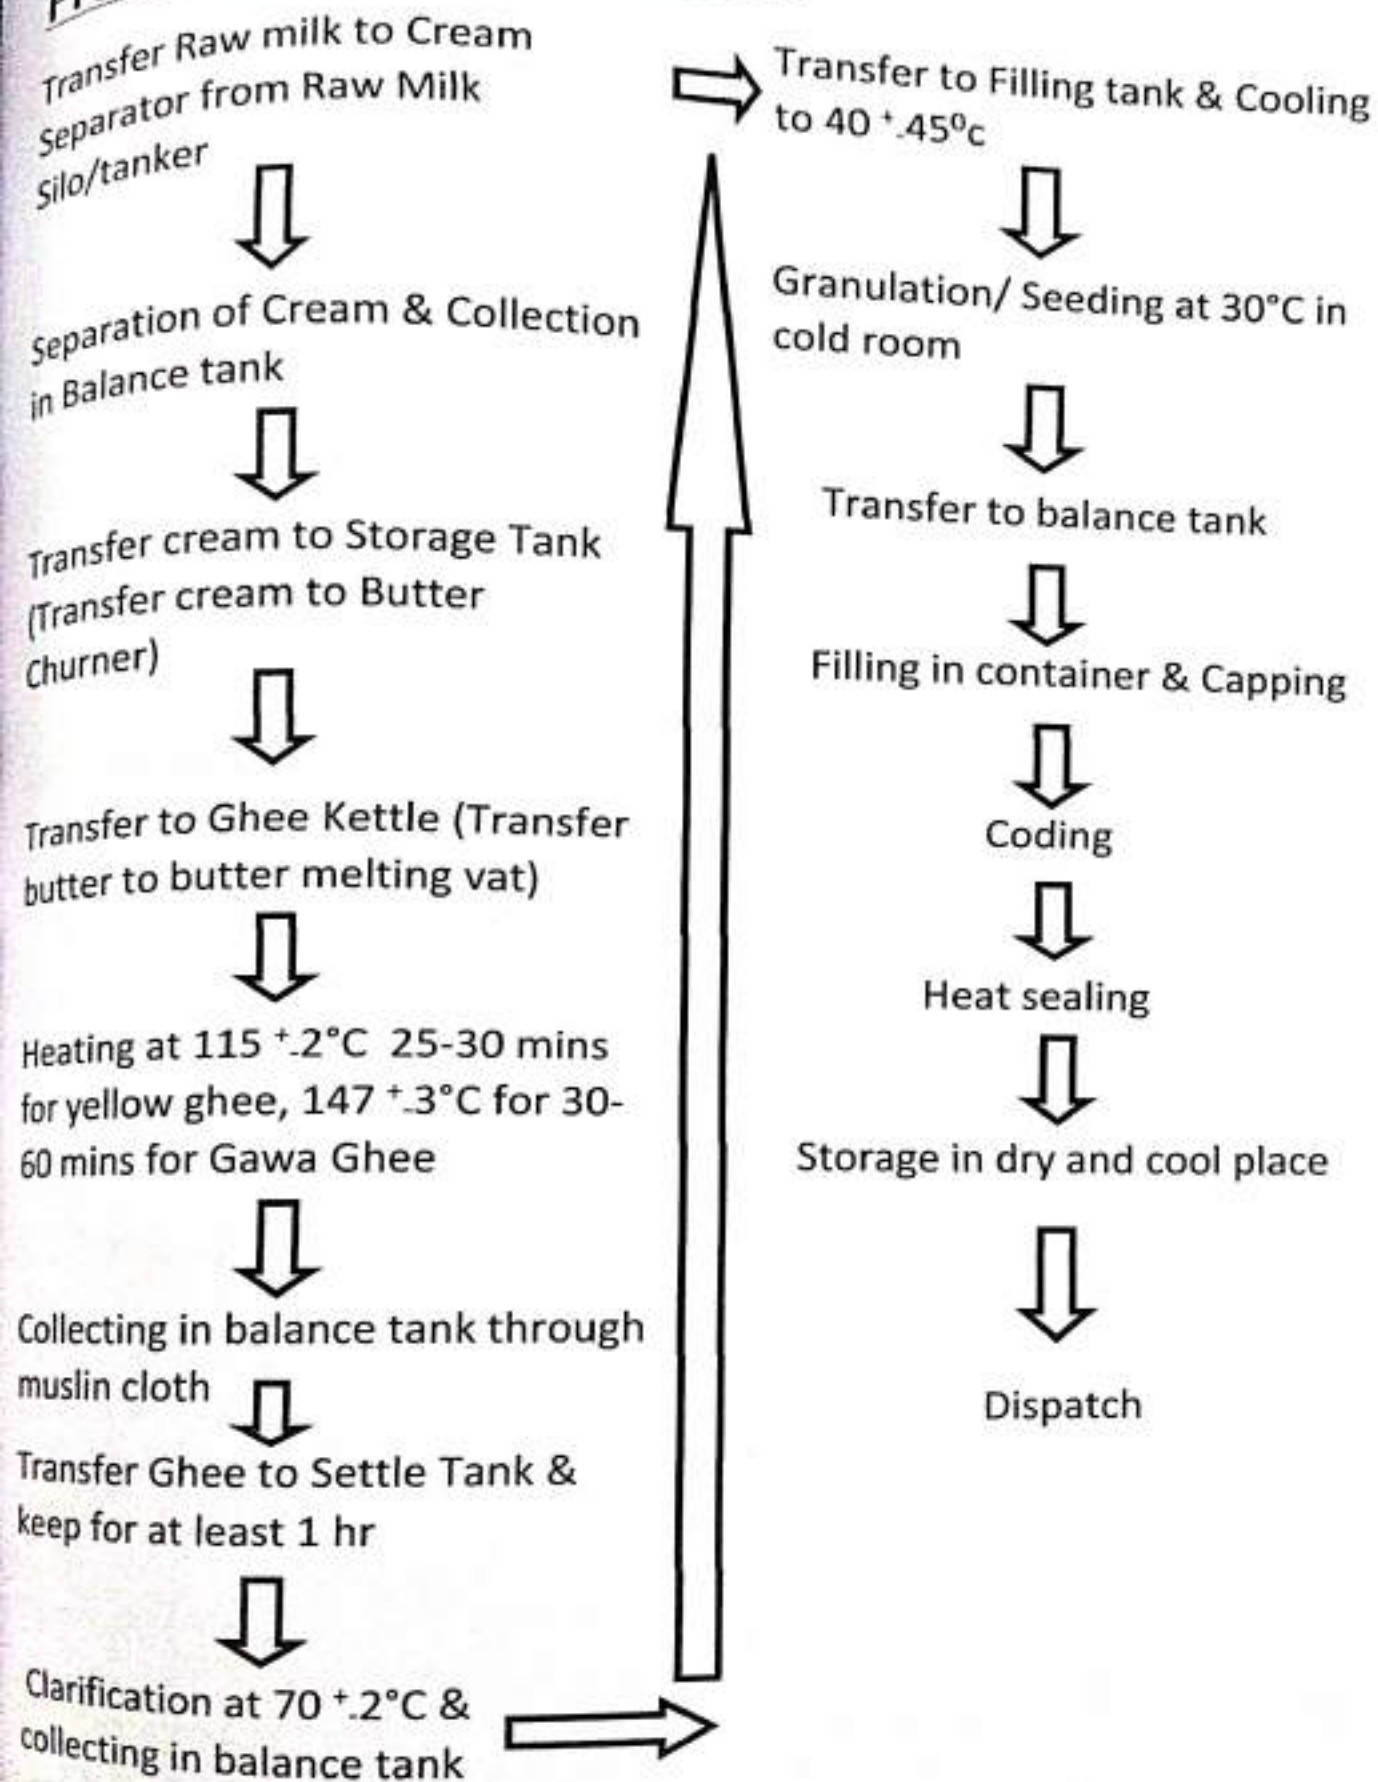 Transfer Raw milk to Cream
Separator from Raw Milk
Silo/tanker
Separation of Cream & Collection
in Balance tank
Transfer cream to Storage Tank
(Transfer cream to Butter
Churner)
Transfer to Ghee Kettle (Transfer
butter to butter melting vat)
Heating at 115 +-2°C 25-30 mins
for yellow ghee, 147 +-3°C for 30-
60 mins for Gawa Ghee
Collecting in balance tank through
muslin cloth
Transfer Ghee to Settle Tank &
keep for at least 1 hr
Clarification at 70 +-2°C &
collecting in balance tank
Transfer to Filling tank & Cooling
to 40 +-45⁰c
Granulation/ Seeding at 30°C in
cold room
Transfer to balance tank
Filling in container & Capping
Coding
Heat sealing
Storage in dry and cool place
Dispatch